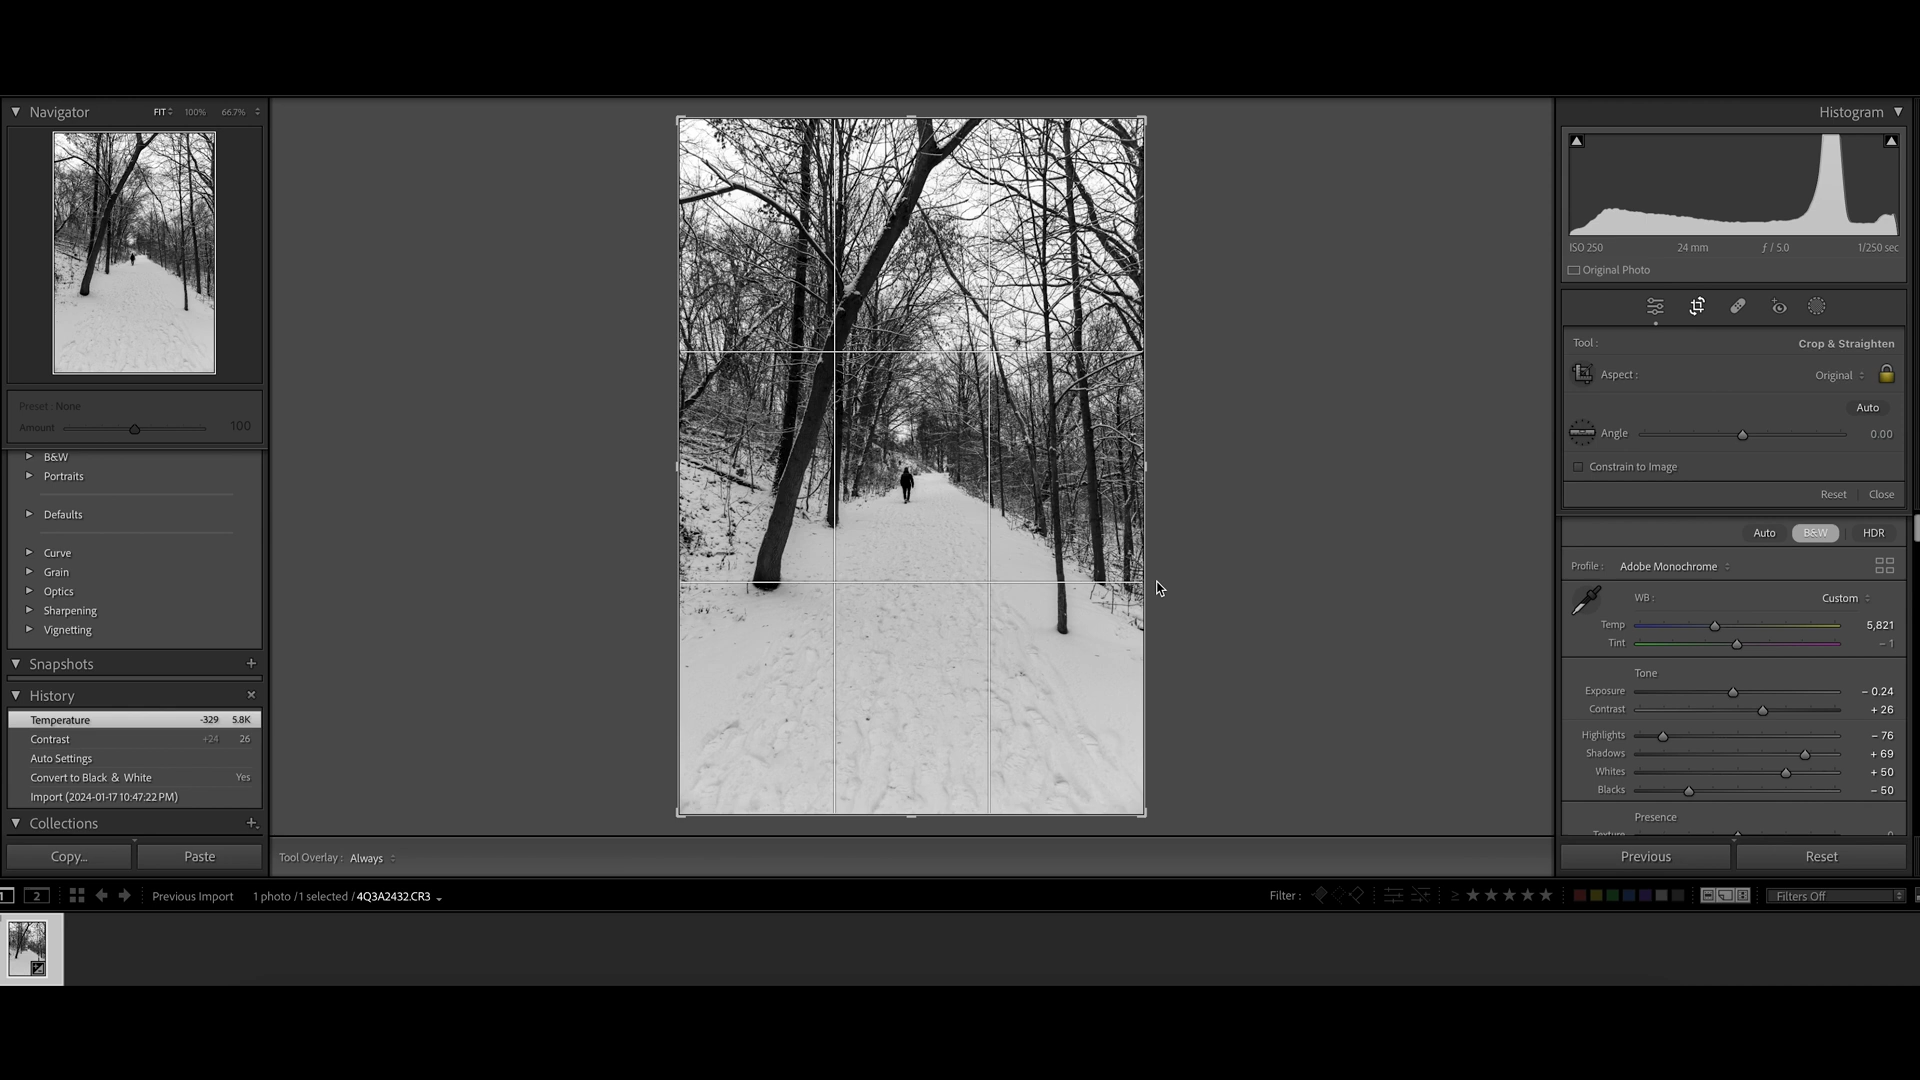 Navigator FIT 100% 66.7%
Preset : None
Amount 100
B&W
Portraits
Defaults
Curve
Grain
Optics
Sharpening
Vignetting
Snapshots +
History ×
Temperature -329 5.8K
Contrast +24 26
Auto Settings
Convert to Black & White Yes
Import (2024-01-17 10:47:22 PM)
Collections +
Copy... Paste
Tool Overlay : Always
Histogram
ISO 250 24 mm ƒ / 5.0 1/250 sec
Original Photo
Tool : Crop & Straighten
Aspect : Original
Auto
Angle 0.00
Constrain to Image
Reset Close
Auto B&W HDR
Profile : Adobe Monochrome
WB : Custom
Temp 5,821
Tint – 1
Tone
Exposure – 0.24
Contrast + 26
Highlights – 76
Shadows + 69
Whites + 50
Blacks – 50
Presence
Texture 0
Previous Reset
1 2 Previous Import 1 photo / 1 selected / 4Q3A2432.CR3 Filter : ≥ ★★★★★ Filters Off